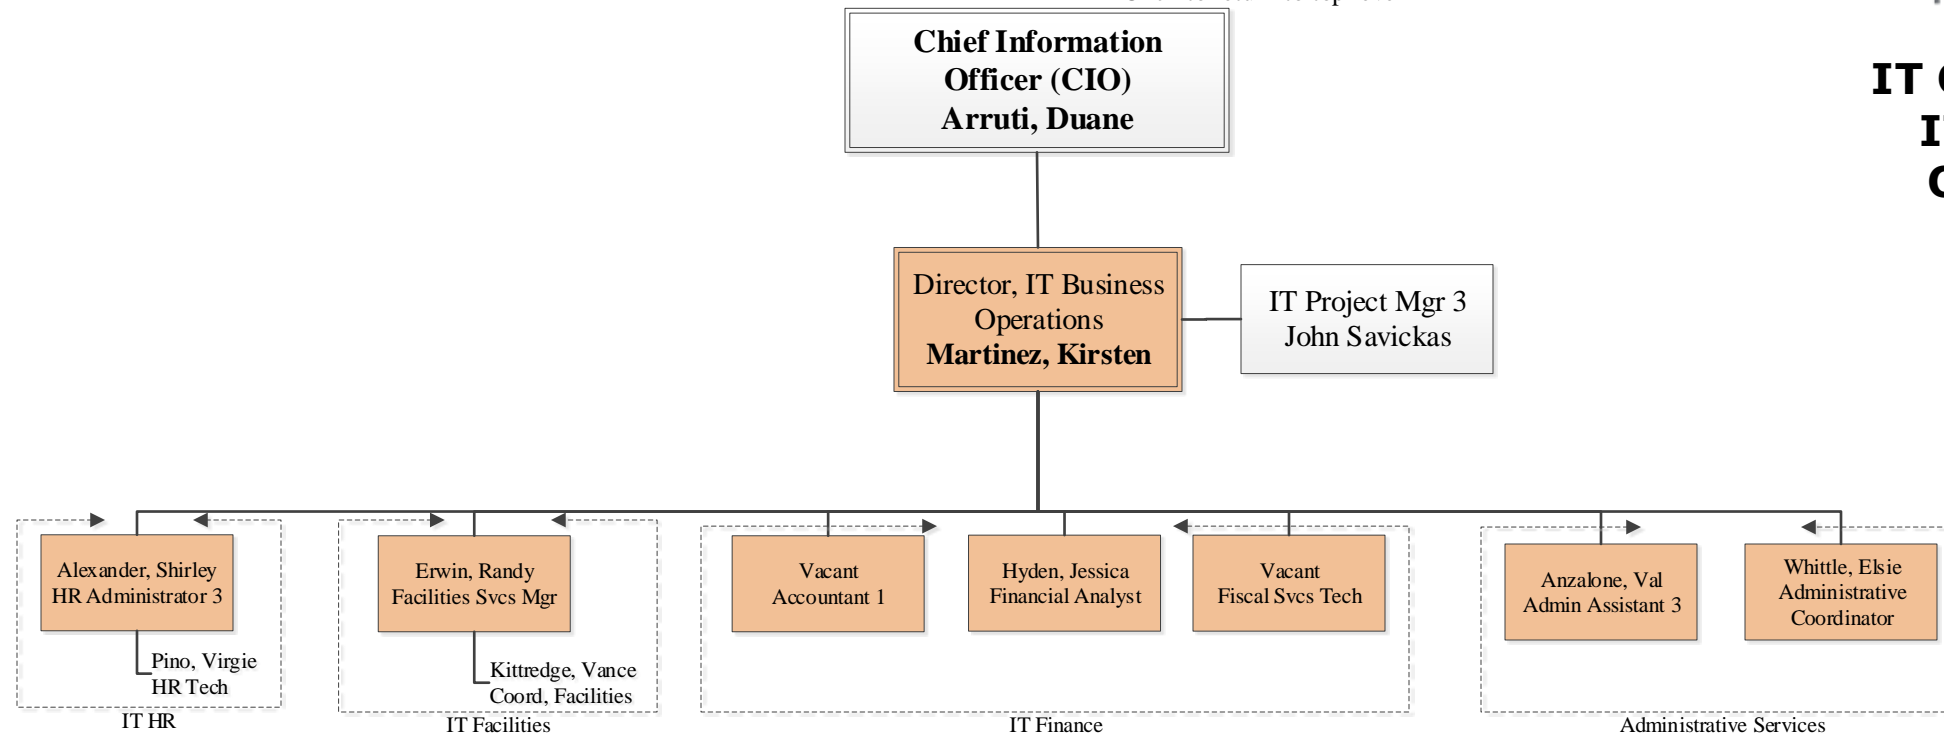 Chief Information
Officer (CIO)
Arruti, Duane
IT
Director, IT Business
Operations
Martinez, Kirsten
IT Project Mgr 3
John Savickas
Alexander, Shirley
HR Administrator 3
Pino, Virgie
HR Tech
IT HR
Erwin, Randy
Facilities Svcs Mgr
Kittredge, Vance
Coord, Facilities
IT Facilities
Vacant
Accountant 1
Hyden, Jessica
Financial Analyst
Vacant
Fiscal Svcs Tech
IT Finance
Anzalone, Val
Admin Assistant 3
Whittle, Elsie
Administrative
Coordinator
Administrative Services